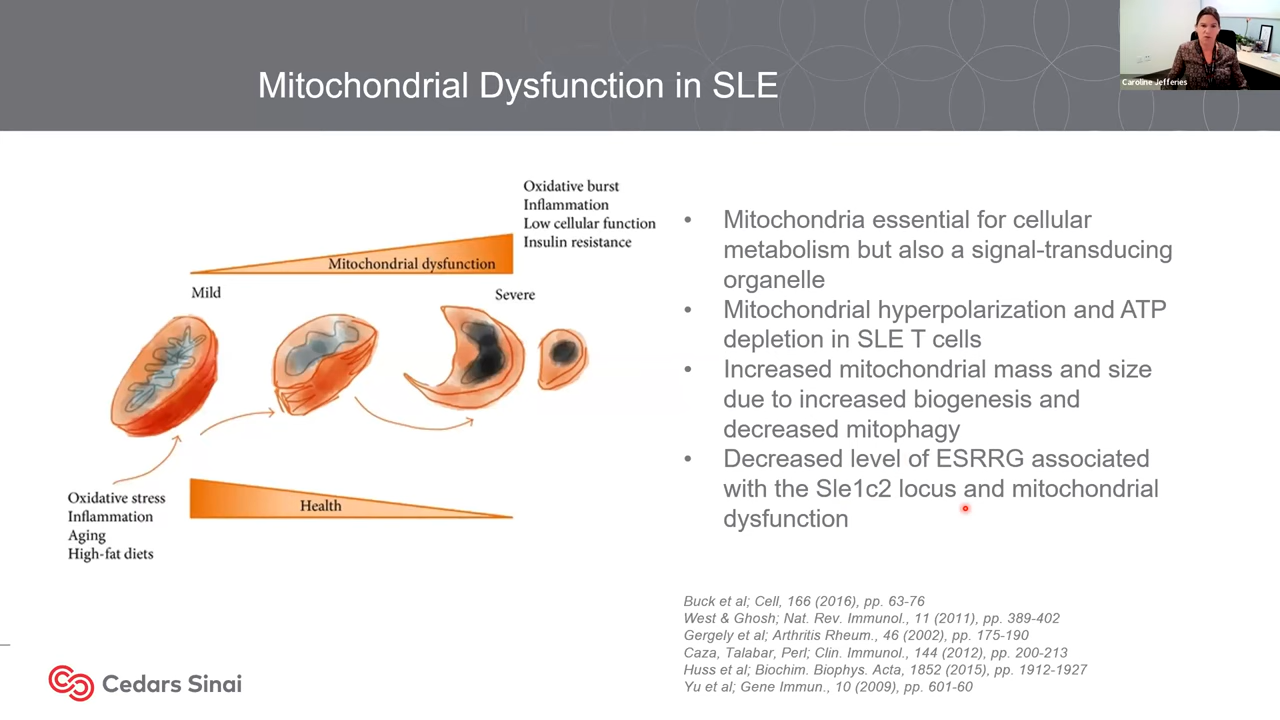 Mitochondrial Dysfunction in SLE
Caroline Jefferies
Oxidative burst
Inflammation
Low cellular function
Insulin resistance
Mitochondrial dysfunction
Mild
Severe
Oxidative stress
Inflammation
Aging
High-fat diets
Health
• Mitochondria essential for cellular
metabolism but also a signal-transducing
organelle
• Mitochondrial hyperpolarization and ATP
depletion in SLE T cells
• Increased mitochondrial mass and size
due to increased biogenesis and
decreased mitophagy
• Decreased level of ESRRG associated
with the Sle1c2 locus and mitochondrial
dysfunction
Buck et al; Cell, 166 (2016), pp. 63-76
West & Ghosh; Nat. Rev. Immunol., 11 (2011), pp. 389-402
Gergely et al; Arthritis Rheum., 46 (2002), pp. 175-190
Caza, Talabar, Perl; Clin. Immunol., 144 (2012), pp. 200-213
Huss et al; Biochim. Biophys. Acta, 1852 (2015), pp. 1912-1927
Yu et al; Gene Immun., 10 (2009), pp. 601-60
Cedars Sinai